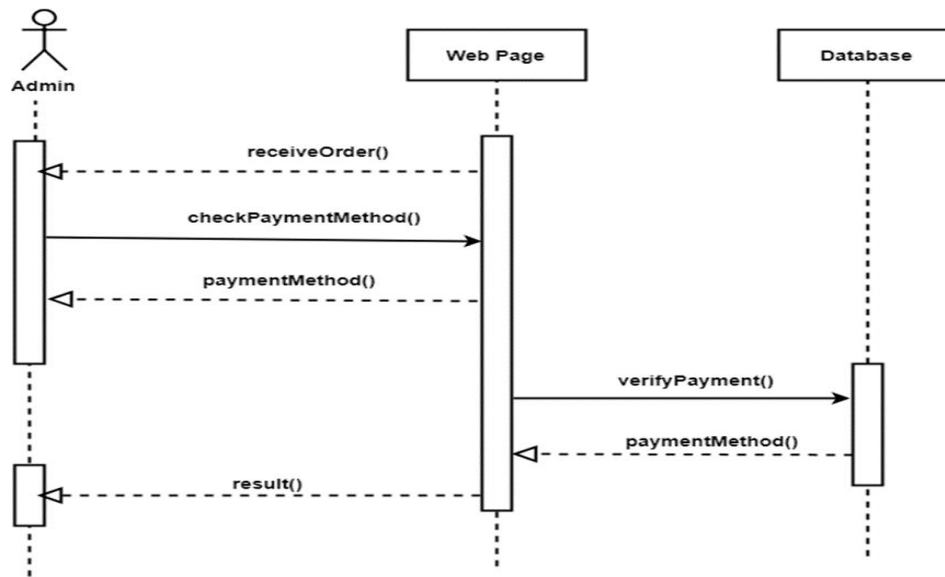 Admin
Web Page
Database
receiveOrder()
checkPaymentMethod()
paymentMethod()
verifyPayment()
paymentMethod()
result()